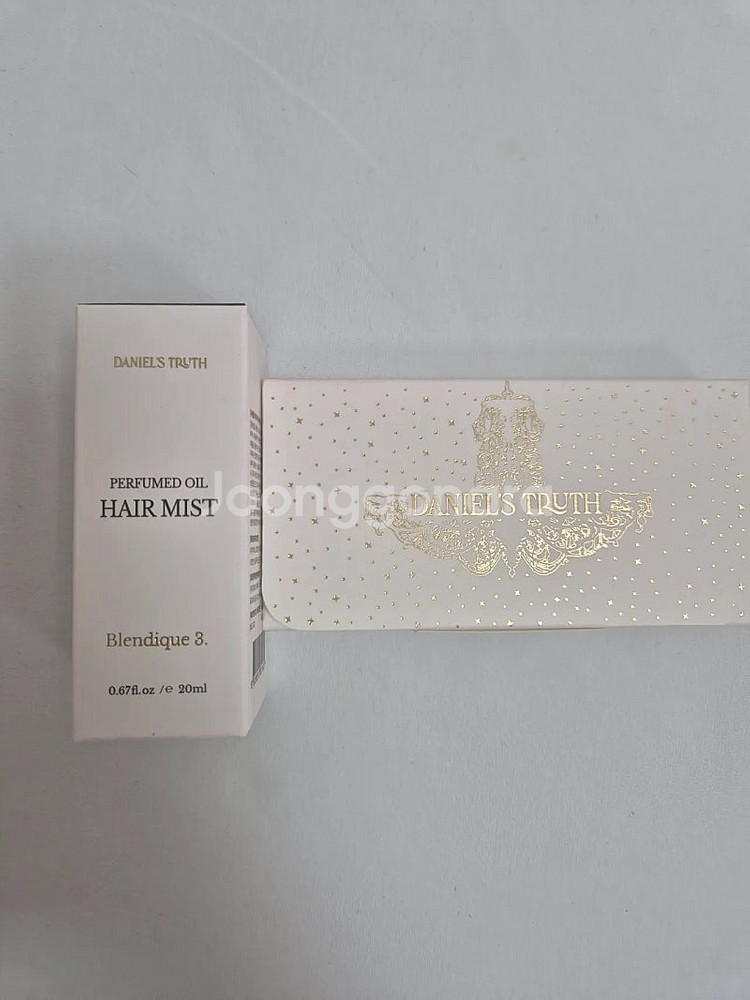 DANIEL'S TRUTH
PERFUMED OIL
HAIR MIST
Blendique 3.
0.67fl.oz /℮ 20ml
DANIEL'S TRUTH